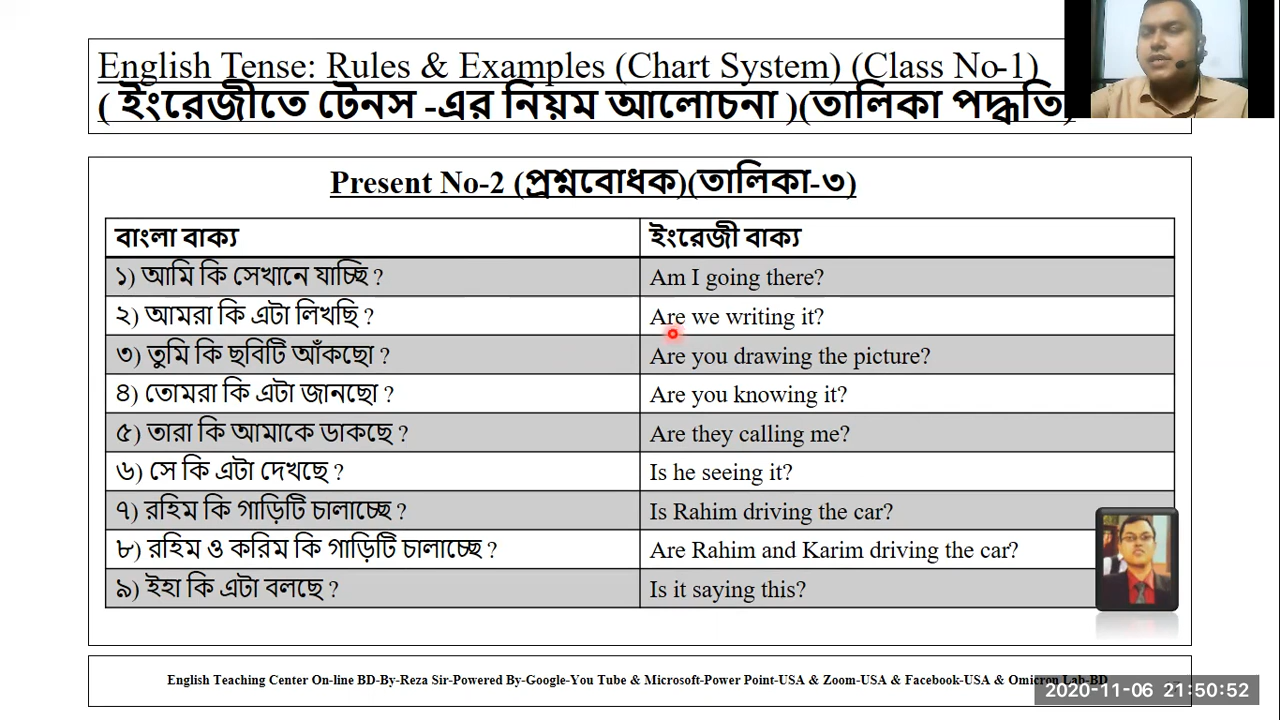 English Tense: Rules & Examples (Chart System) (Class No-1)
( ইংরেজীতে টেনস -এর নিয়ম আলোচনা )(তালিকা পদ্ধতি)
Present No-2 (প্রশ্নবোধক)(তালিকা-৩)
বাংলা বাক্য ইংরেজী বাক্য
১) আমি কি সেখানে যাচ্ছি ? Am I going there?
২) আমরা কি এটা লিখছি ? Are we writing it?
৩) তুমি কি ছবিটি আঁকছো ? Are you drawing the picture?
৪) তোমরা কি এটা জানছো ? Are you knowing it?
৫) তারা কি আমাকে ডাকছে ? Are they calling me?
৬) সে কি এটা দেখছে ? Is he seeing it?
৭) রহিম কি গাড়িটি চালাচ্ছে ? Is Rahim driving the car?
৮) রহিম ও করিম কি গাড়িটি চালাচ্ছে ? Are Rahim and Karim driving the car?
৯) ইহা কি এটা বলছে ? Is it saying this?
English Teaching Center On-line BD-By-Reza Sir-Powered By-Google-You Tube & Microsoft-Power Point-USA & Zoom-USA & Facebook-USA & Omicron Lab-BD
2020-11-06 21:50:52